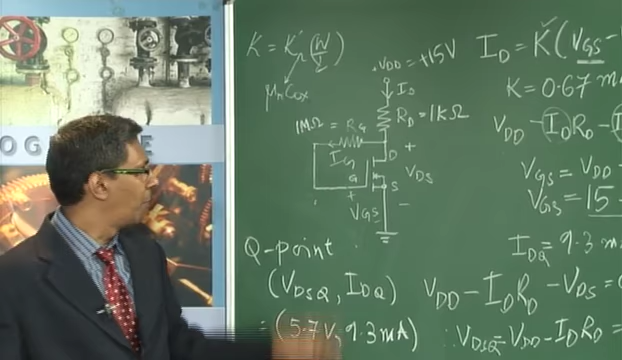 OG E
K = K'n (W/L)
μnCox
VDD = +15V
ID
RD = 1kΩ
1MΩ = RG
IG
D
G
S
+
VDS
-
+
VGS
-
Q-point
(VDSQ, IDQ)
= (5.7V, 9.3mA)
ID = K(VGS -
K = 0.67 m
VDD - IDRD - I
VGS = VDD -
VGS = 15 -
IDQ = 9.3 m
VDD - IDRD - VDS = 0
∴ VDSQ = VDD - IDRD =